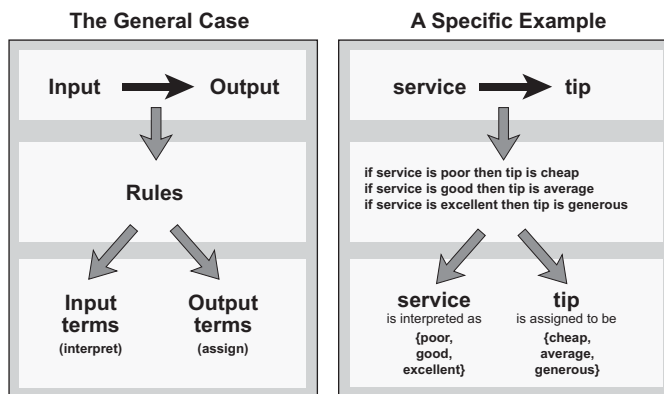 The General Case
Input Output
Rules
Input terms (interpret)
Output terms (assign)
A Specific Example
service tip
if service is poor then tip is cheap
if service is good then tip is average
if service is excellent then tip is generous
service
is interpreted as
{poor,
good,
excellent}
tip
is assigned to be
{cheap,
average,
generous}